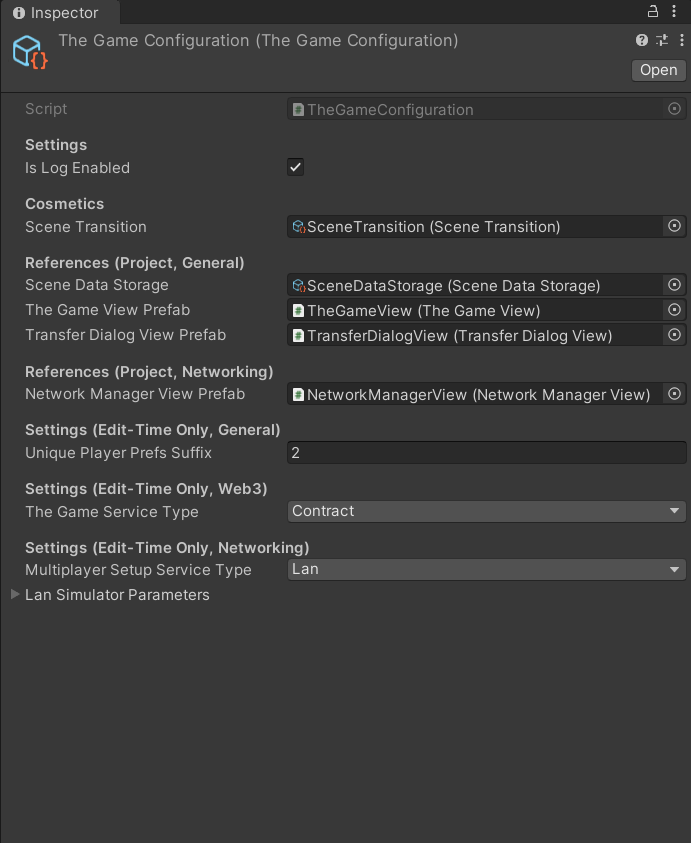 Inspector
The Game Configuration (The Game Configuration)
Open
Script TheGameConfiguration
Settings
Is Log Enabled
Cosmetics
Scene Transition SceneTransition (Scene Transition)
References (Project, General)
Scene Data Storage SceneDataStorage (Scene Data Storage)
The Game View Prefab TheGameView (The Game View)
Transfer Dialog View Prefab TransferDialogView (Transfer Dialog View)
References (Project, Networking)
Network Manager View Prefab NetworkManagerView (Network Manager View)
Settings (Edit-Time Only, General)
Unique Player Prefs Suffix 2
Settings (Edit-Time Only, Web3)
The Game Service Type Contract
Settings (Edit-Time Only, Networking)
Multiplayer Setup Service Type Lan
Lan Simulator Parameters